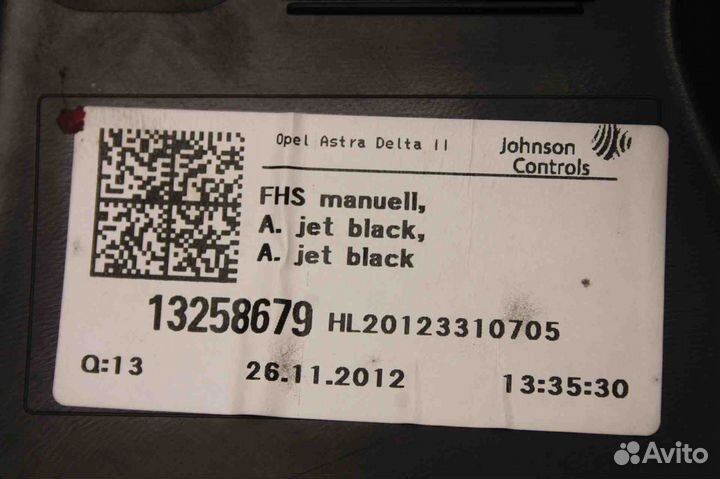 Opel Astra Delta II
Johnson
Controls
FHS manuell,
A. jet black,
A. jet black
13258679 HL20123310705
Q:13 26.11.2012 13:35:30
Avito